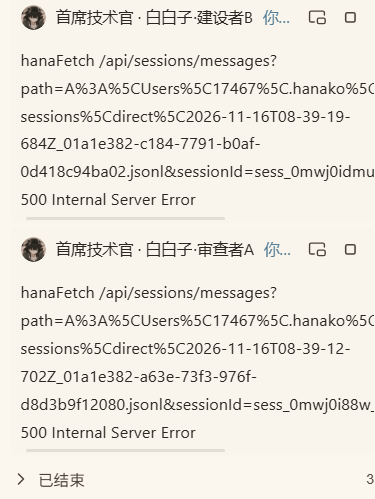 首席技术官 · 白白子·建设者B 你...
hanaFetch /api/sessions/messages?
path=A%3A%5CUsers%5C17467%5C.hanako%5C
sessions%5Cdirect%5C2026-11-16T08-39-19-
684Z_01a1e382-c184-7791-b0af-
0d418c94ba02.jsonl&sessionId=sess_0mwj0idmu
500 Internal Server Error
首席技术官 · 白白子·审查者A 你...
hanaFetch /api/sessions/messages?
path=A%3A%5CUsers%5C17467%5C.hanako%5C
sessions%5Cdirect%5C2026-11-16T08-39-12-
702Z_01a1e382-a63e-73f3-976f-
d8d3b9f12080.jsonl&sessionId=sess_0mwj0i88w_
500 Internal Server Error
已结束 3